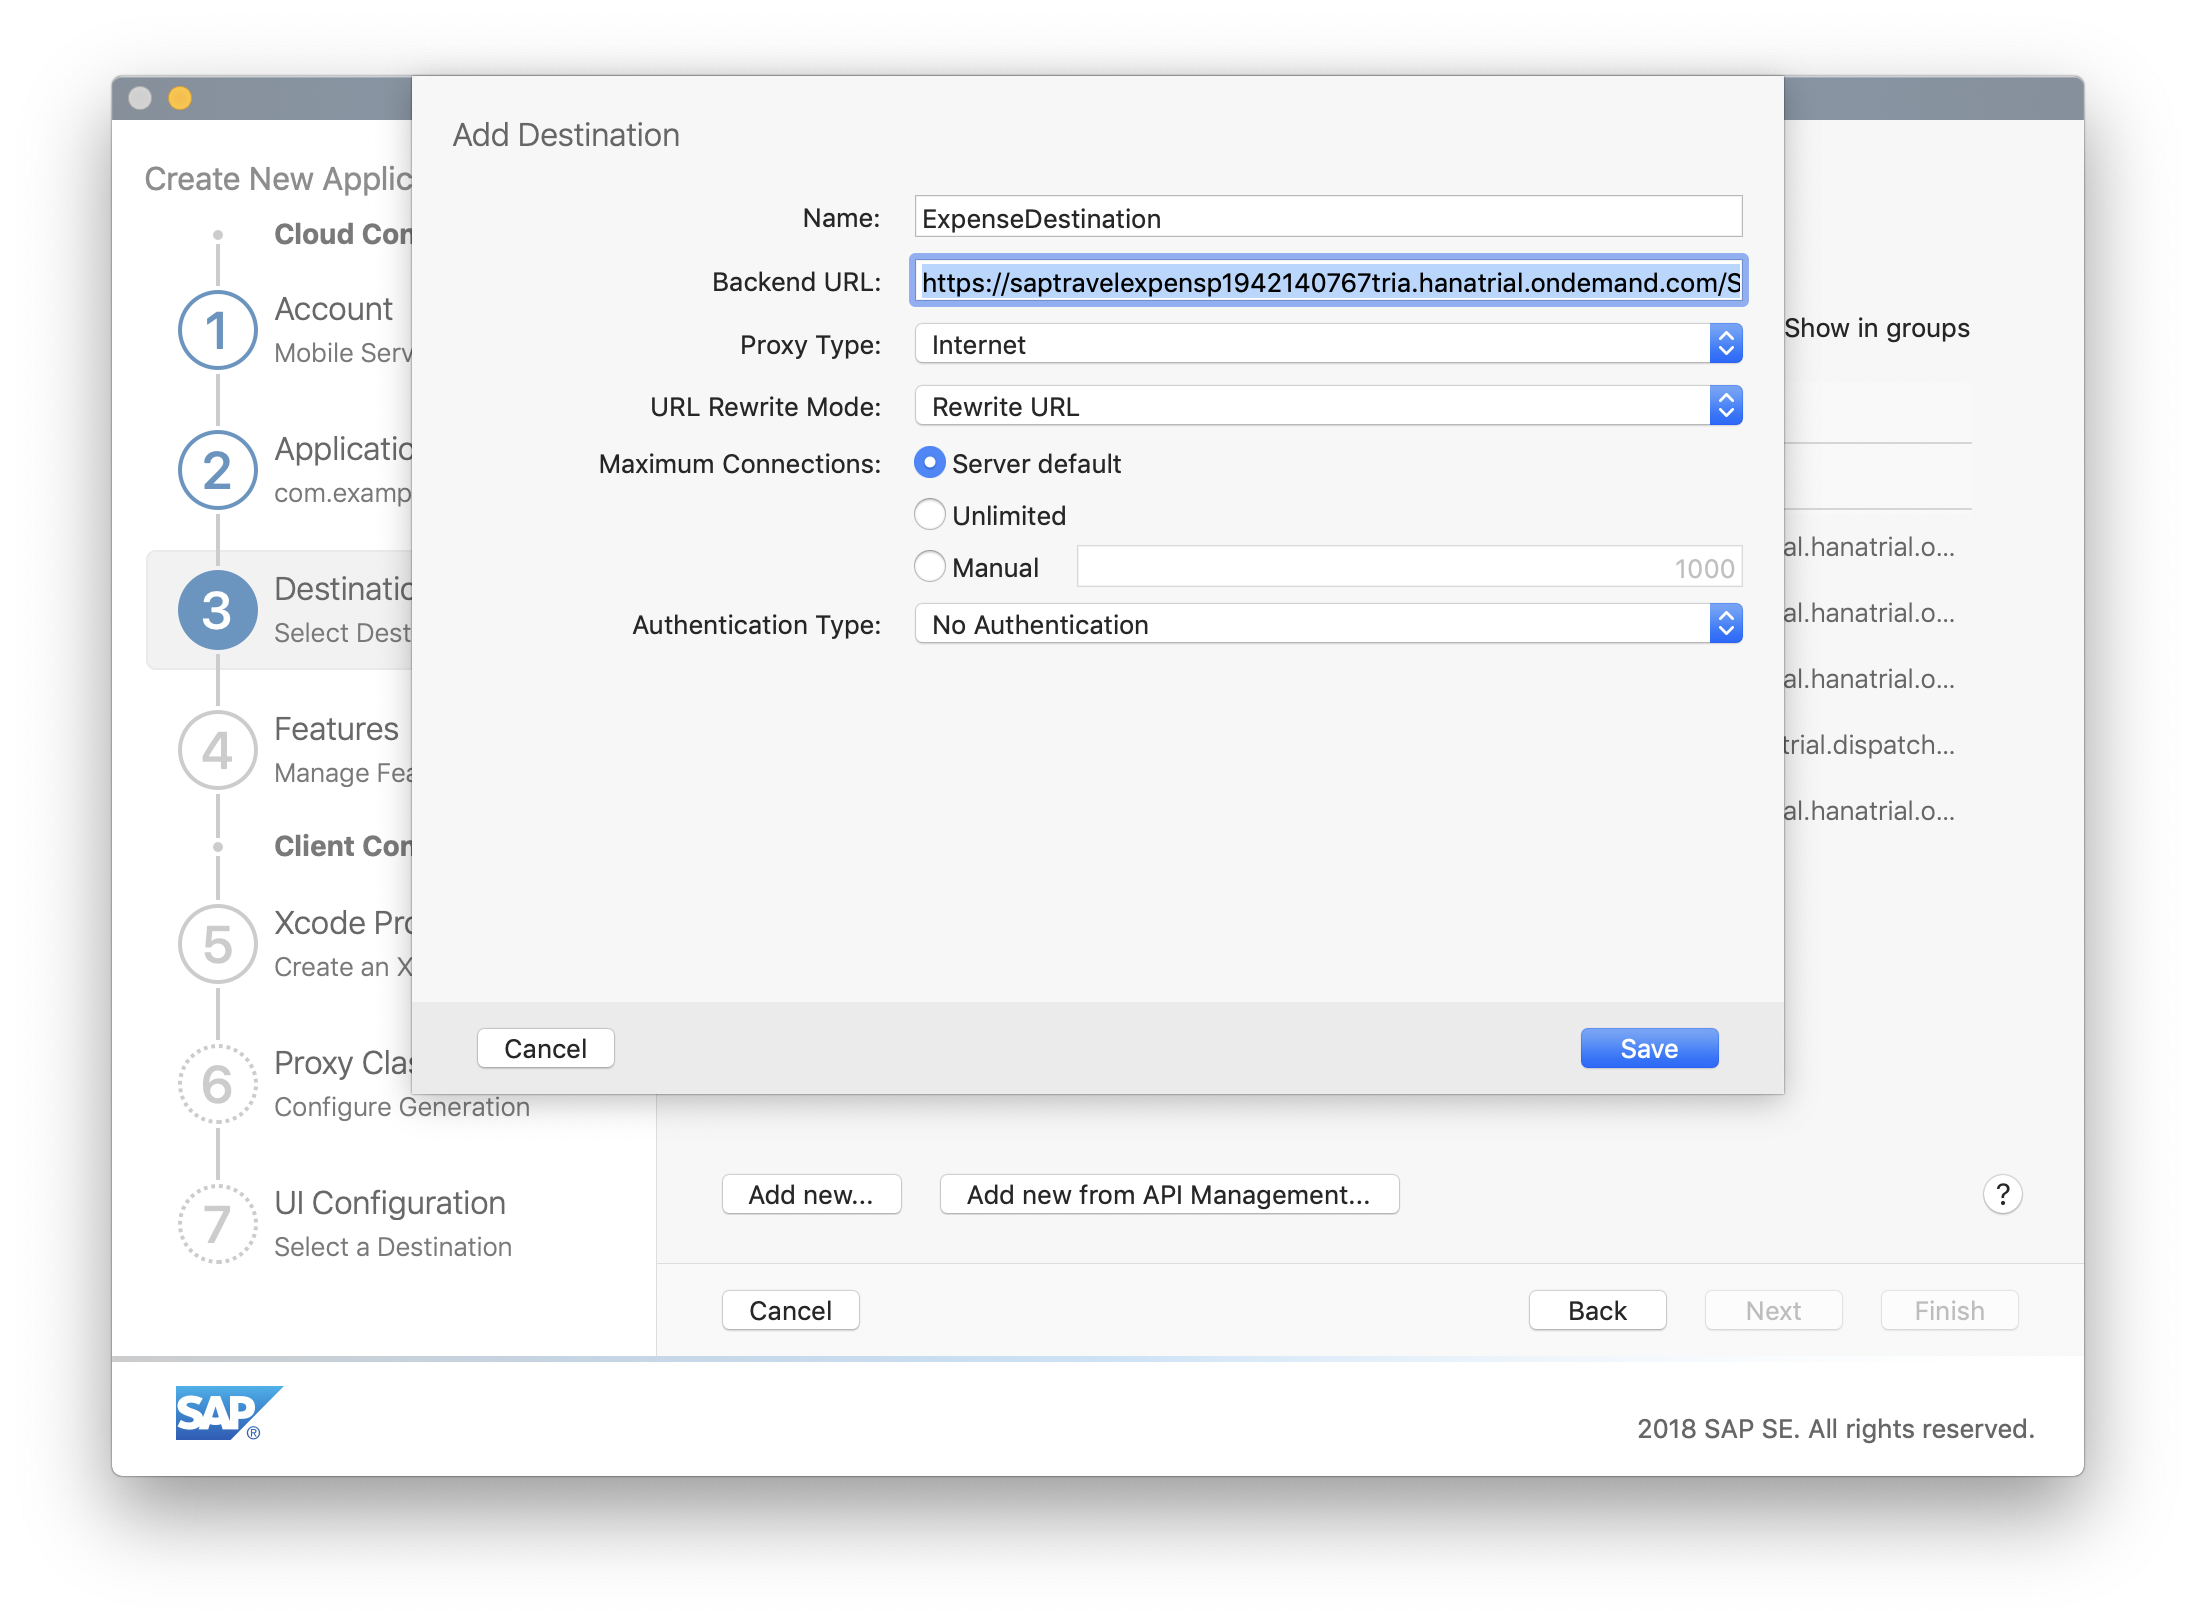 Add Destination
Name: ExpenseDestination
Backend URL: https://saptravelexpensp1942140767tria.hanatrial.ondemand.com/S
Proxy Type: Internet
URL Rewrite Mode: Rewrite URL
Maximum Connections: Server default
Unlimited
Manual 1000
Authentication Type: No Authentication
Cancel Save
Create New Applic
Cloud Con
1 Account
Mobile Serv
2 Applicatio
com.examp
3 Destinatio
Select Dest
4 Features
Manage Fea
Client Con
5 Xcode Pro
Create an X
6 Proxy Clas
Configure Generation
7 UI Configuration
Select a Destination
Show in groups
al.hanatrial.o...
al.hanatrial.o...
al.hanatrial.o...
trial.dispatch...
al.hanatrial.o...
Add new... Add new from API Management... ?
Cancel Back Next Finish
SAP®
2018 SAP SE. All rights reserved.